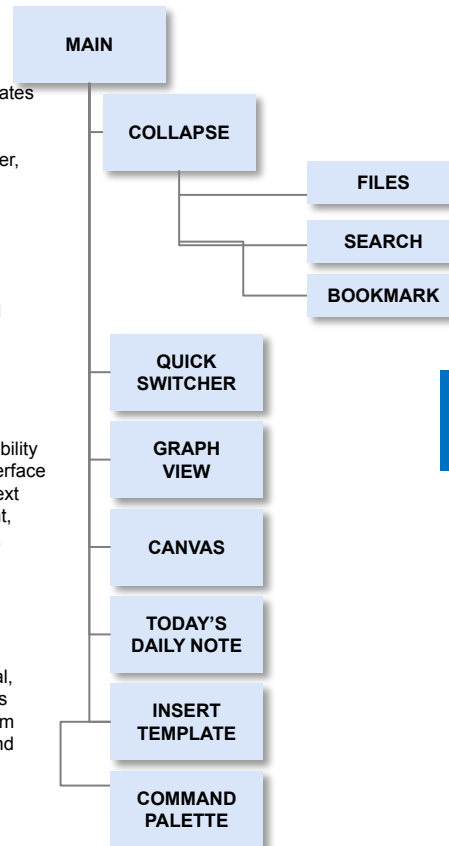 MAIN
ates
COLLAPSE
er,
FILES
SEARCH
BOOKMARK
QUICK
SWITCHER
bility
GRAPH
erface
VIEW
ext
t,
CANVAS
TODAY'S
DAILY NOTE
al,
s
INSERT
m
TEMPLATE
nd
COMMAND
PALETTE